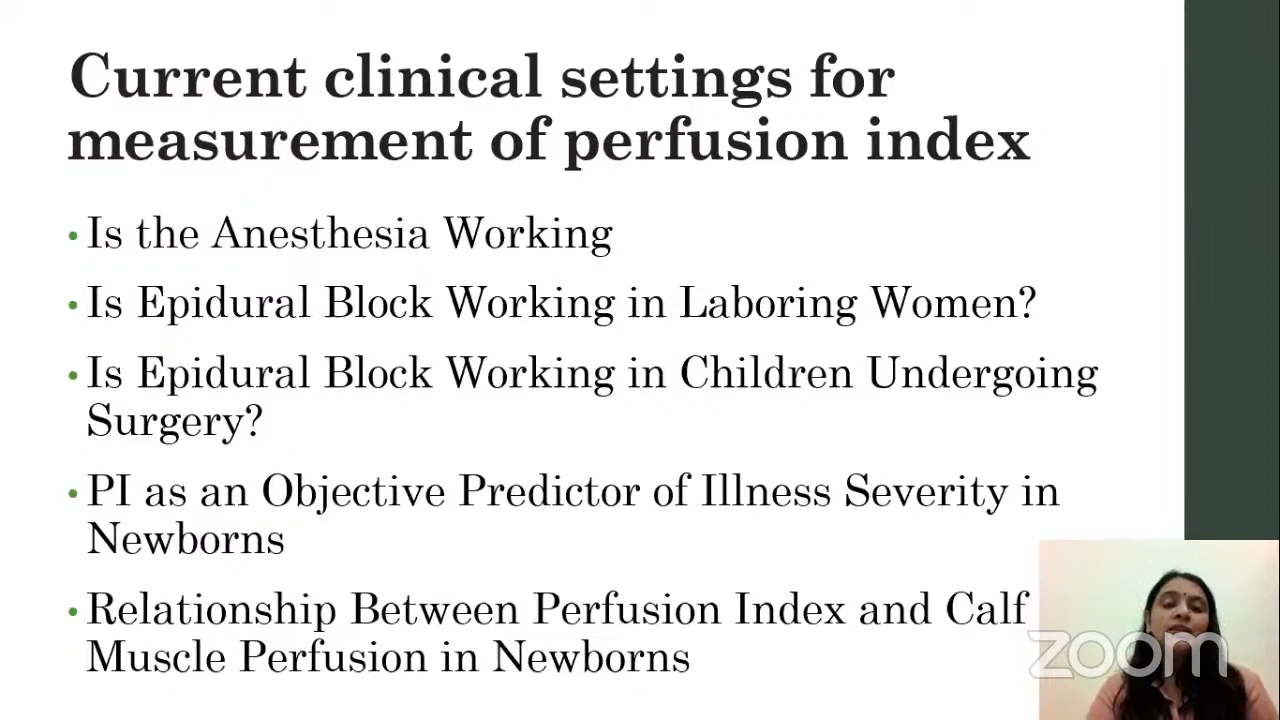 Current clinical settings for
measurement of perfusion index
• Is the Anesthesia Working
• Is Epidural Block Working in Laboring Women?
• Is Epidural Block Working in Children Undergoing
Surgery?
• PI as an Objective Predictor of Illness Severity in
Newborns
• Relationship Between Perfusion Index and Calf
Muscle Perfusion in Newborns
zoom